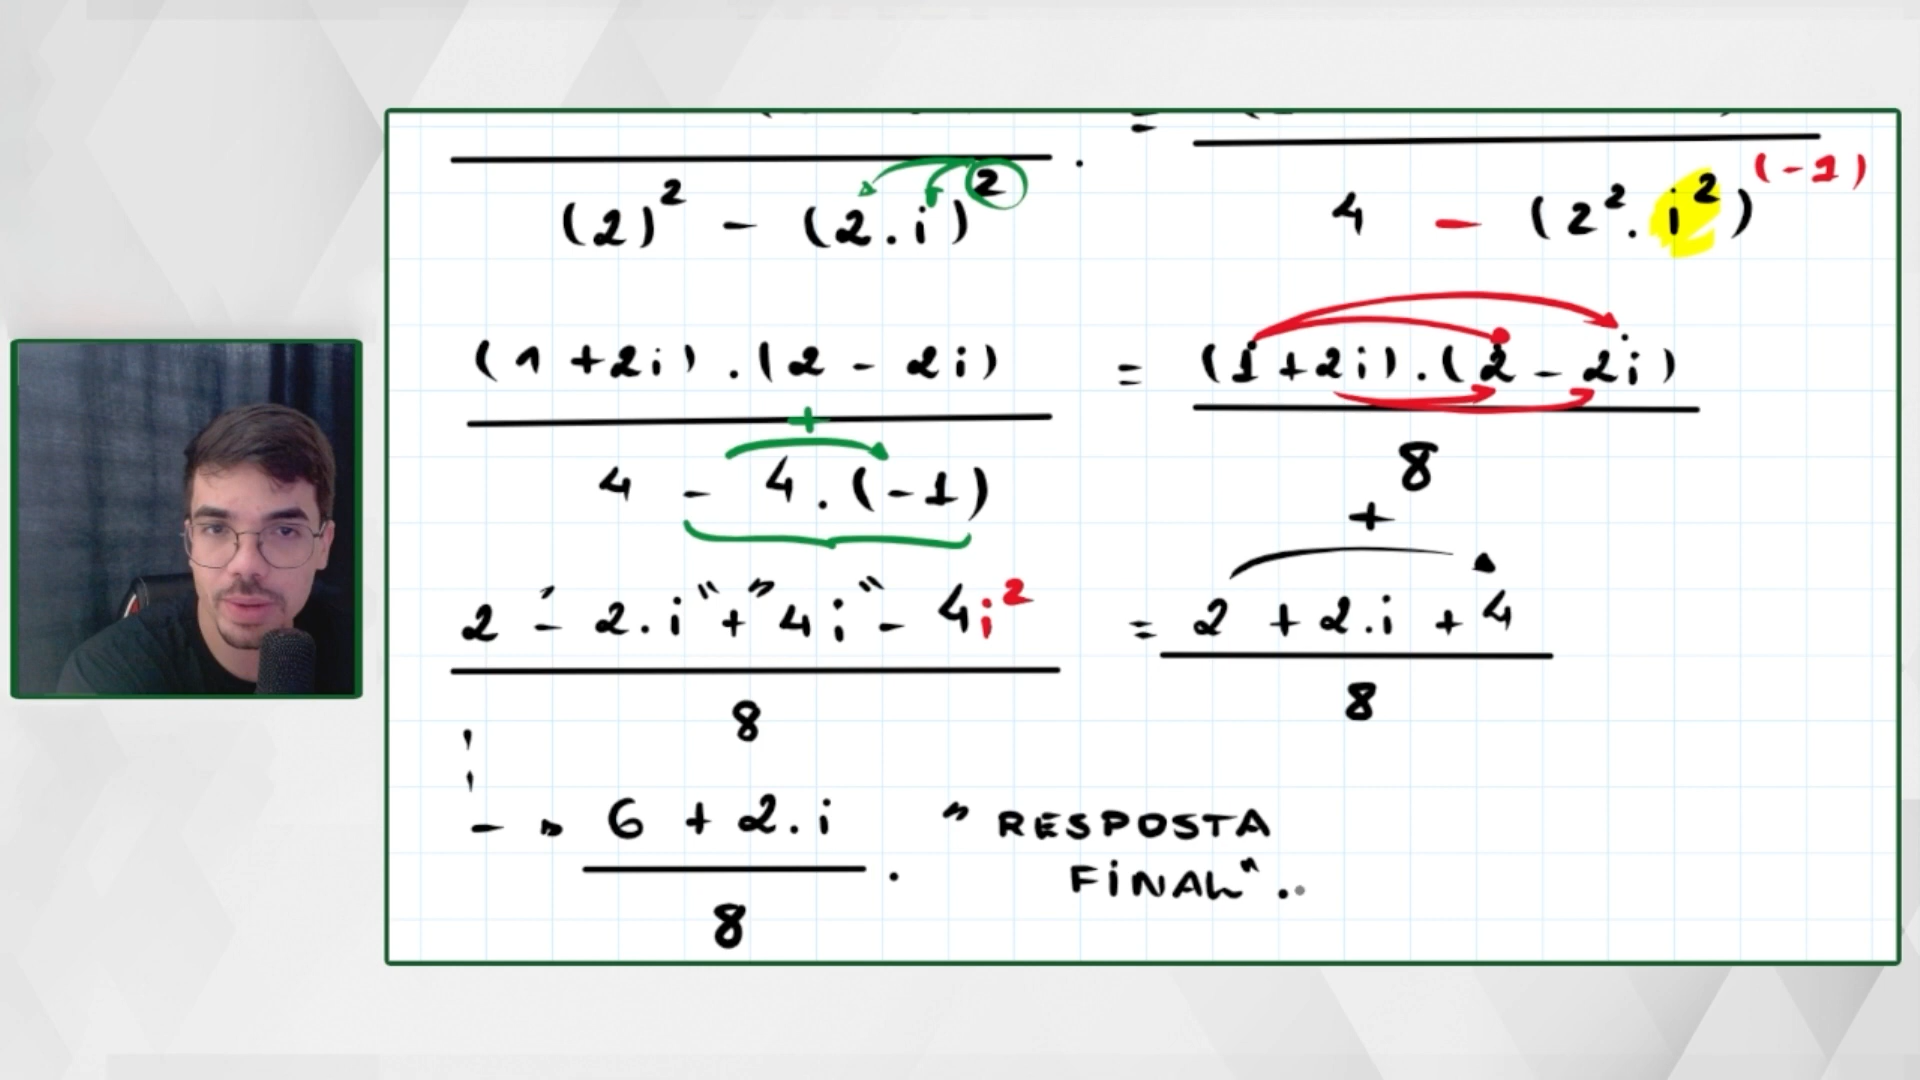 = 
(2)² - (2.i)² . 4 - (2².i²) (-1)
(1 + 2i) . (2 - 2i) = (1 + 2i) . (2 - 2i)
+
4 - 4 . (-1) 8
+
2 - 2.i "+" 4i - 4i² = 2 + 2.i + 4
8 8
6 + 2.i . "RESPOSTA
8 FINAL".